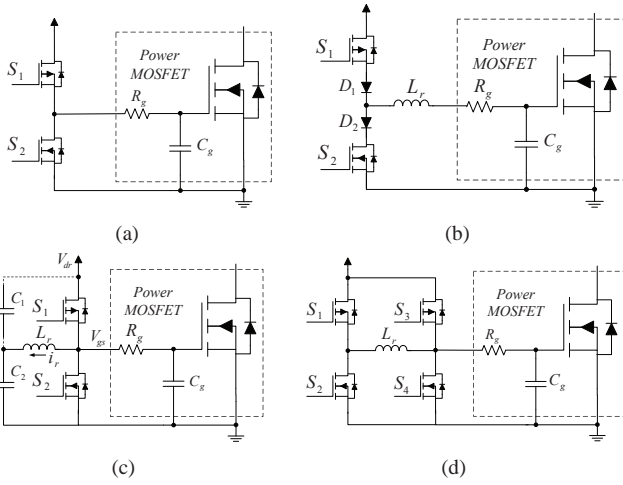 Power
MOSFET
S1
Rg
S2
Cg
(a)
S1
D1
Lr
D2
S2
Power
MOSFET
Rg
Cg
(b)
Vdr
C1
S1
Lr
Vgs
ir
C2
S2
Power
MOSFET
Rg
Cg
(c)
S1
S3
Lr
S2
S4
Power
MOSFET
Rg
Cg
(d)